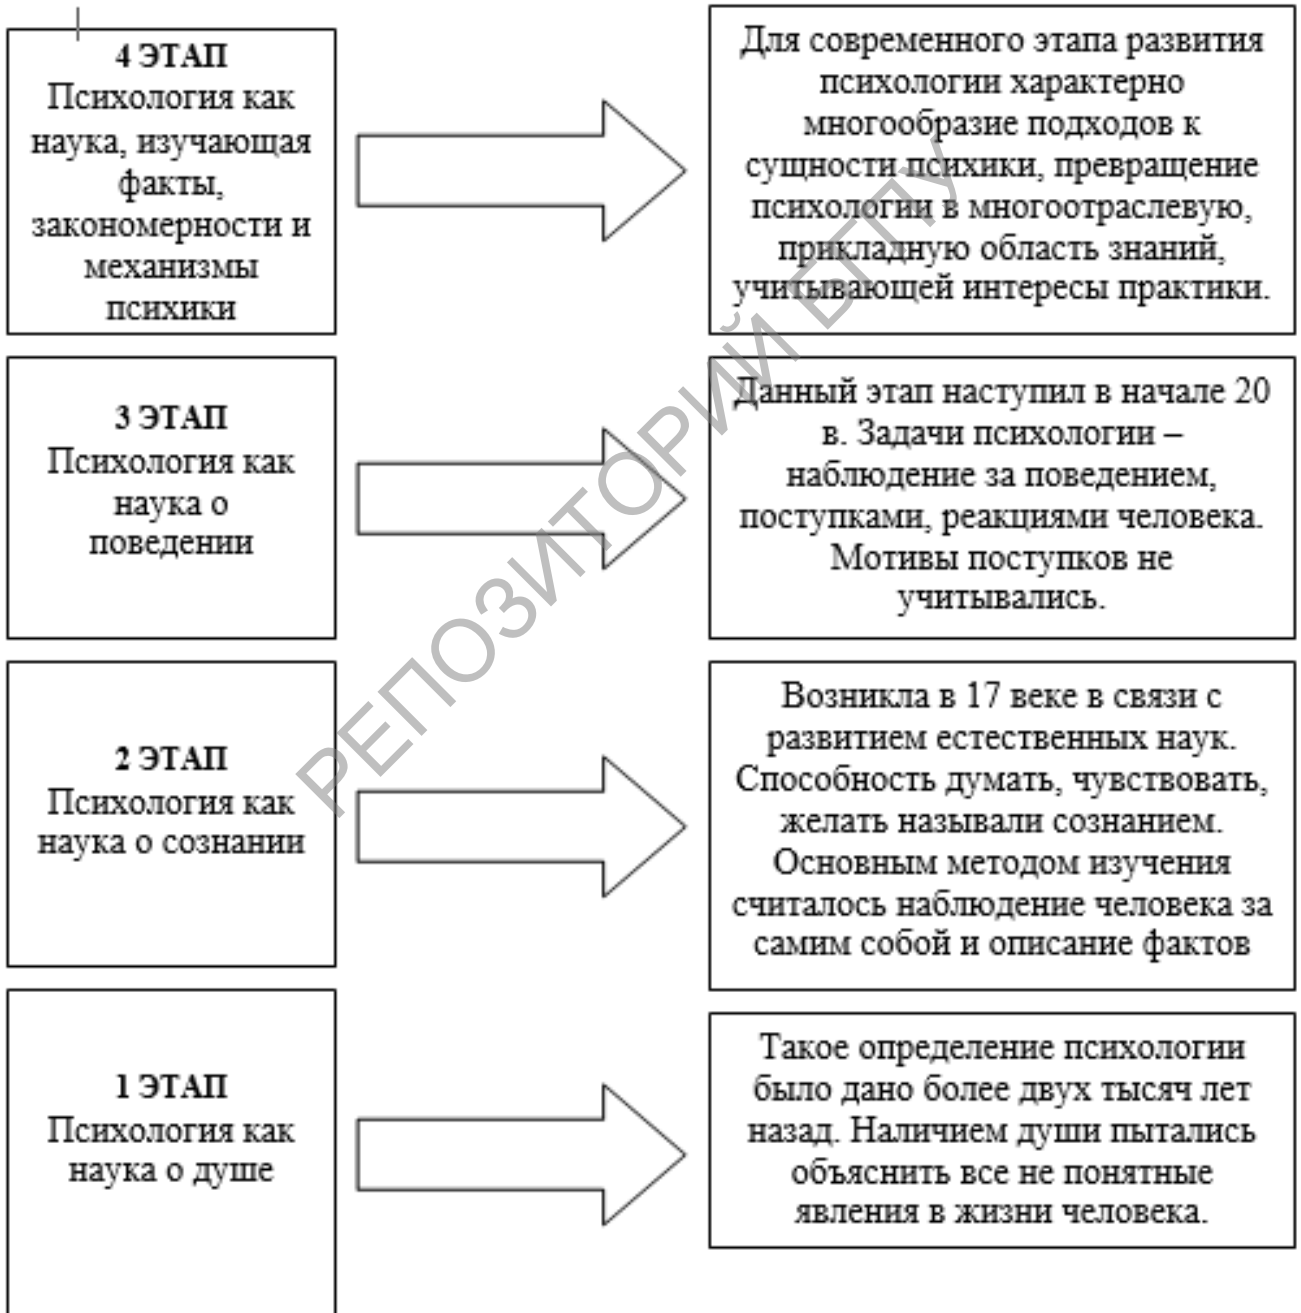 4 ЭТАП
Психология как
наука, изучающая
факты,
закономерности и
механизмы
психики
Для современного этапа развития
психологии характерно
многообразие подходов к
сущности психики, превращение
психологии в многоотраслевую,
прикладную область знаний,
учитывающей интересы практики.
3 ЭТАП
Психология как
наука о
поведении
Данный этап наступил в начале 20
в. Задачи психологии –
наблюдение за поведением,
поступками, реакциями человека.
Мотивы поступков не
учитывались.
2 ЭТАП
Психология как
наука о сознании
Возникла в 17 веке в связи с
развитием естественных наук.
Способность думать, чувствовать,
желать называли сознанием.
Основным методом изучения
считалось наблюдение человека за
самим собой и описание фактов
1 ЭТАП
Психология как
наука о душе
Такое определение психологии
было дано более двух тысяч лет
назад. Наличием души пытались
объяснить все не понятные
явления в жизни человека.
РЕПОЗИТОРИЙ БГПУ